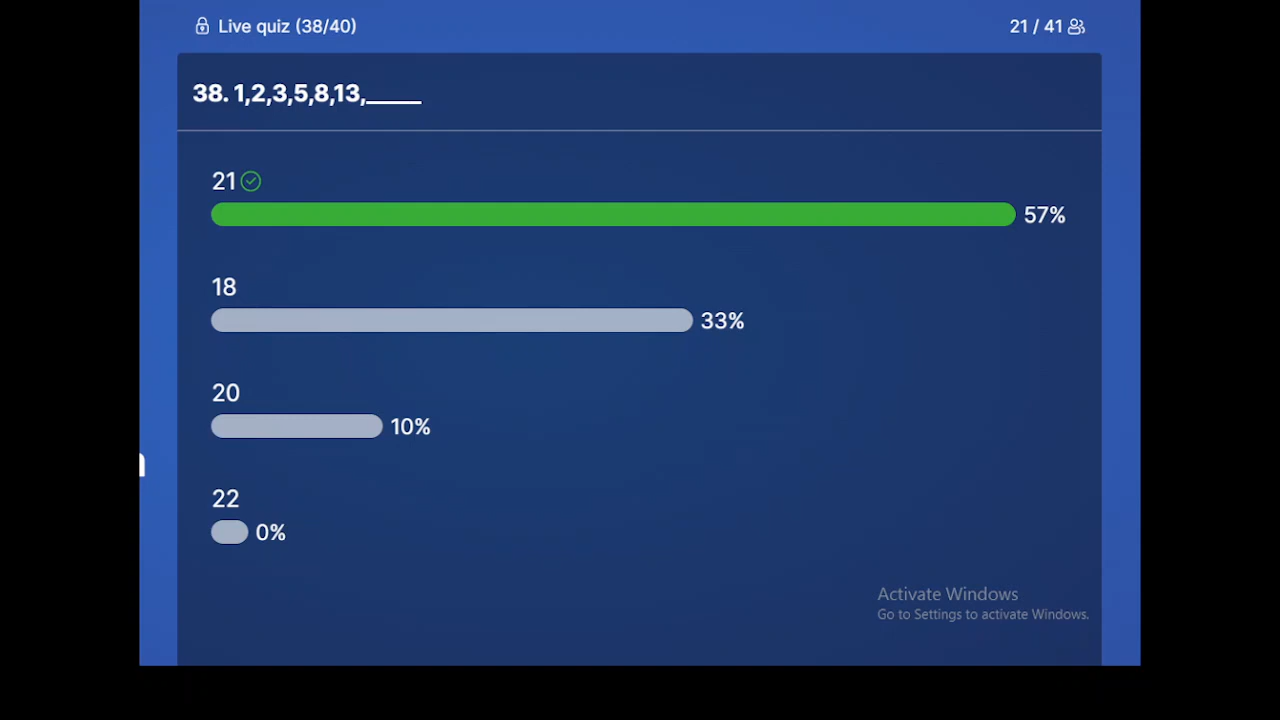 Live quiz (38/40)
21 / 41
38. 1,2,3,5,8,13,_____
21
57%
18
33%
20
10%
22
0%
Activate Windows
Go to Settings to activate Windows.